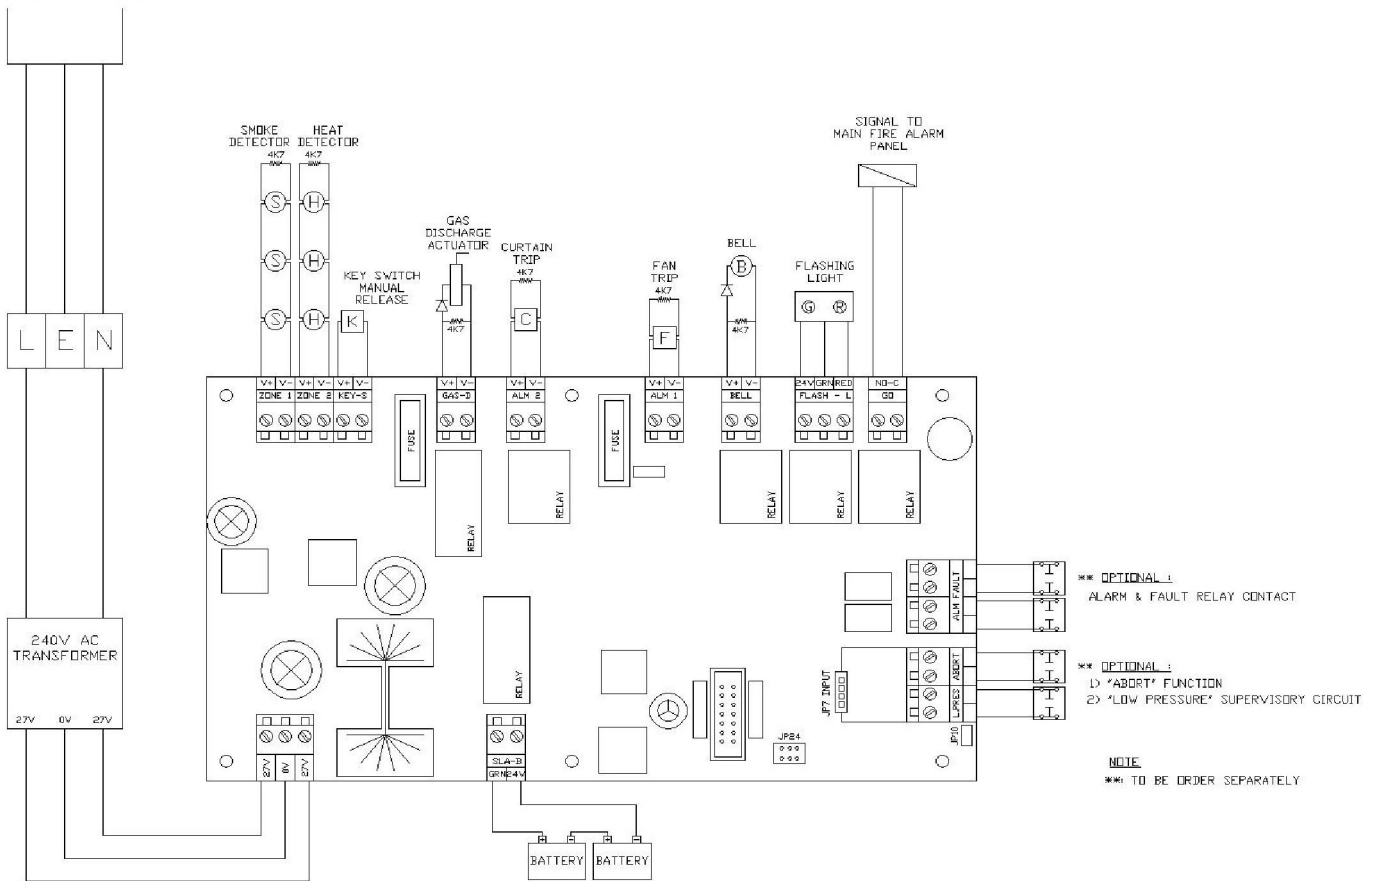 SMOKE
DETECTOR
4K7
HEAT
DETECTOR
4K7
S
H
S
H
S
H
KEY SWITCH
MANUAL
RELEASE
K
GAS
DISCHARGE
ACTUATOR
4K7
CURTAIN
TRIP
4K7
C
FAN
TRIP
4K7
F
BELL
B
4K7
FLASHING
LIGHT
G R
SIGNAL TO
MAIN FIRE ALARM
PANEL
L E N
V+ V- V+ V- V+ V- V+ V- V+ V- V+ V- V+ V- 24V GRN RED NO-C
ZONE 1 ZONE 2 KEY-S GAS-D ALM 2 ALM 1 BELL FLASH - L GO
FUSE
FUSE
RELAY
RELAY
RELAY
RELAY
RELAY
RELAY
240V AC
TRANSFORMER
27V 0V 27V
27V 0V 27V
SLA-B
GRN 24V
BATTERY
BATTERY
JP24
JP7 INPUT
JP10
ALM FAULT
ABORT
L.PRES
** OPTIONAL :
ALARM & FAULT RELAY CONTACT
** OPTIONAL :
1) "ABORT" FUNCTION
2) "LOW PRESSURE" SUPERVISORY CIRCUIT
NOTE
**: TO BE ORDER SEPARATELY